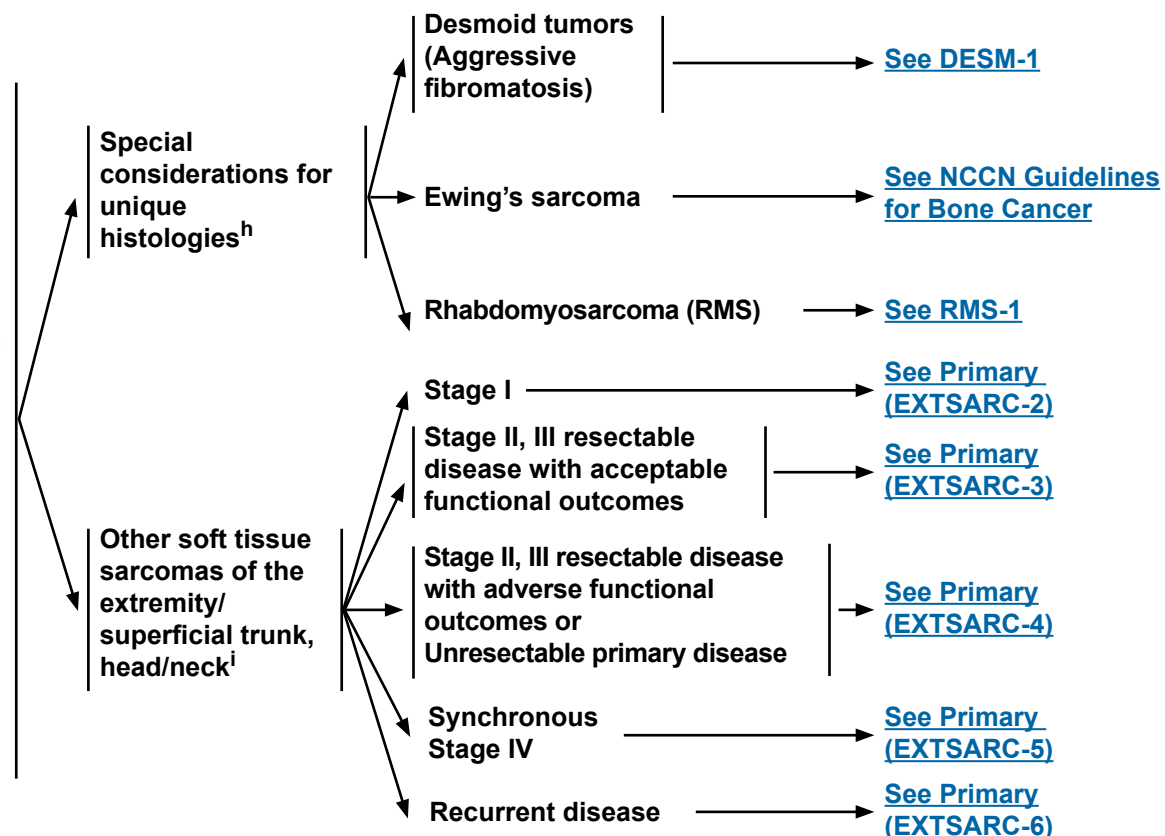 Desmoid tumors
(Aggressive
fibromatosis)
See DESM-1
Special
considerations for
unique
histologiesh
Ewing's sarcoma
See NCCN Guidelines
for Bone Cancer
Rhabdomyosarcoma (RMS)
See RMS-1
Stage I
See Primary
(EXTSARC-2)
Stage II, III resectable
disease with acceptable
functional outcomes
See Primary
(EXTSARC-3)
Other soft tissue
sarcomas of the
extremity/
superficial trunk,
head/necki
Stage II, III resectable disease
with adverse functional
outcomes or
Unresectable primary disease
See Primary
(EXTSARC-4)
Synchronous
Stage IV
See Primary
(EXTSARC-5)
Recurrent disease
See Primary
(EXTSARC-6)